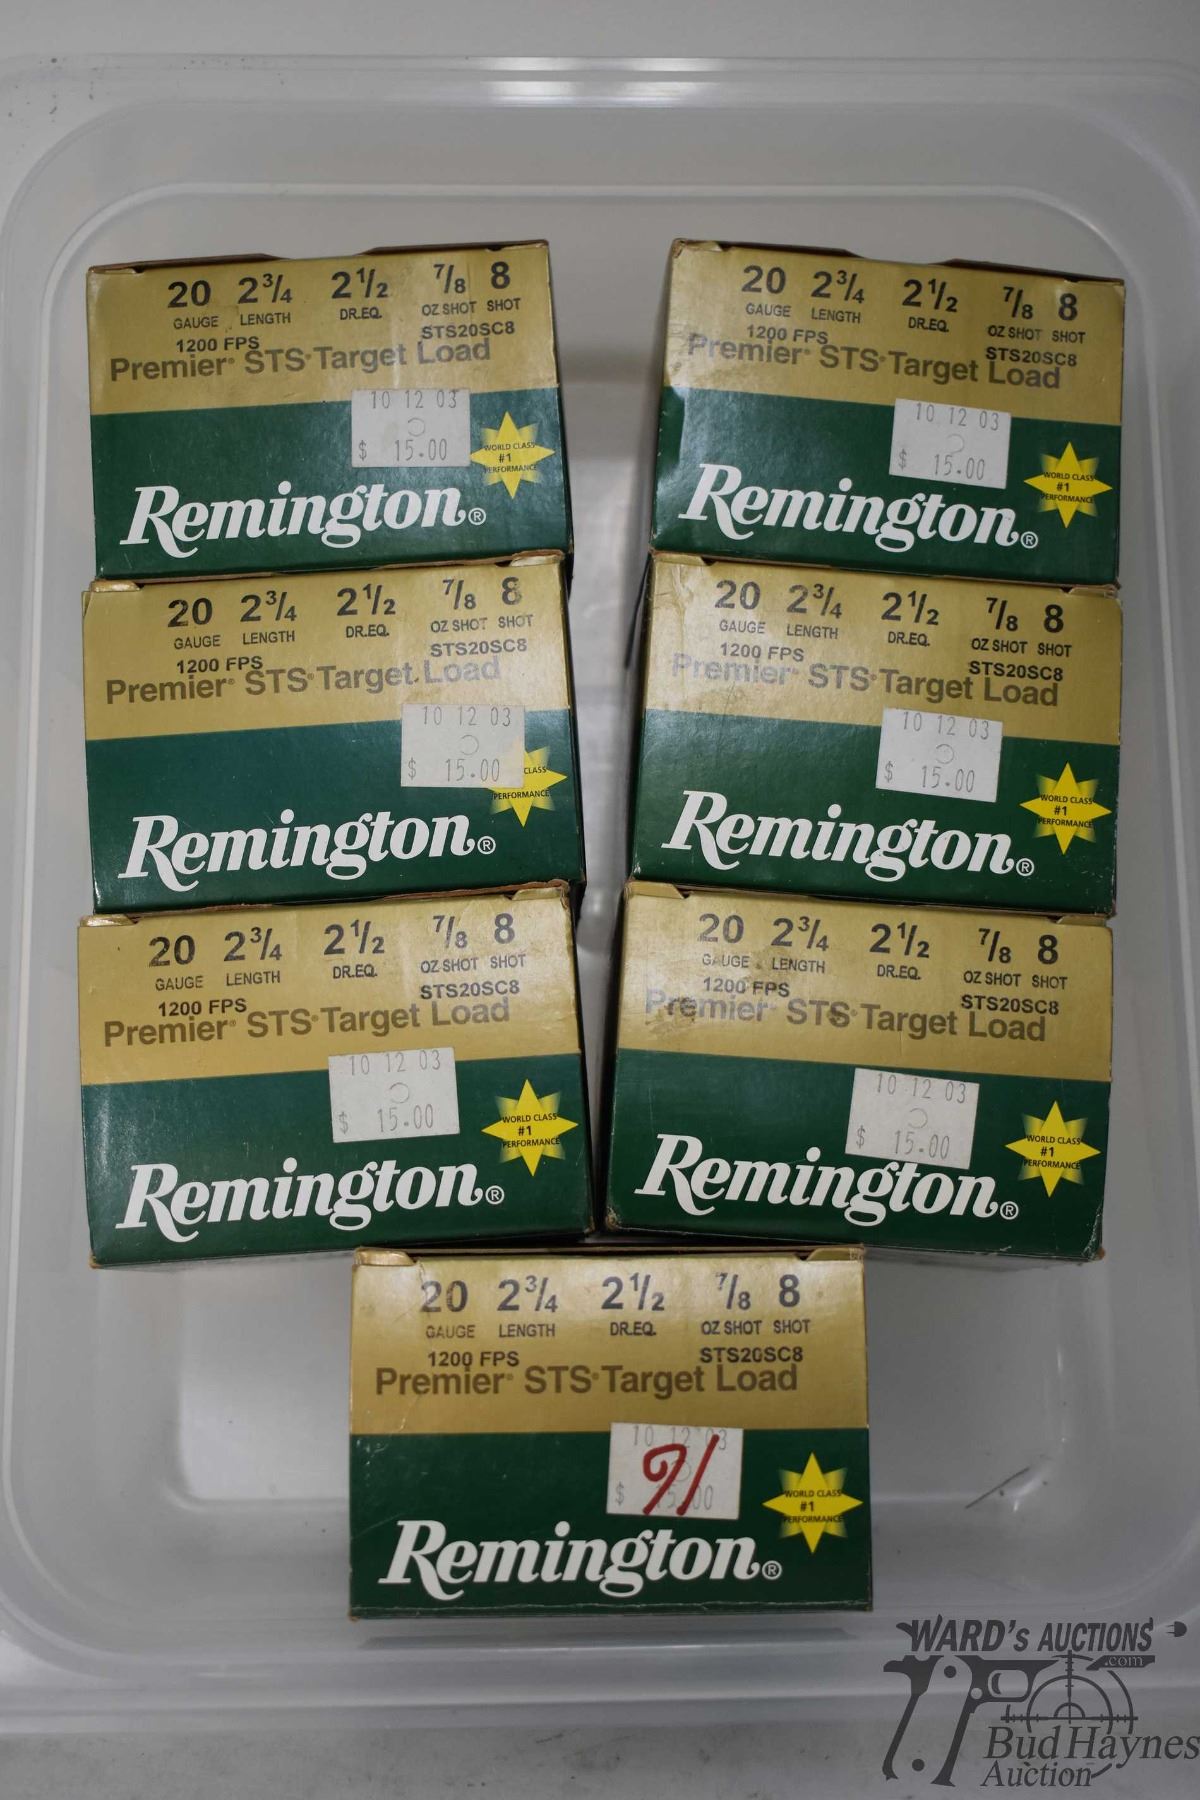 20 2¾ 2½ ⅞ 8
GAUGE LENGTH DR.EQ. OZ SHOT SHOT
1200 FPS STS20SC8
Premier® STS® Target Load
10 12 03
$ 15.00
WORLD CLASS
#1
PERFORMANCE
Remington®
20 2¾ 2½ ⅞ 8
GAUGE LENGTH DR.EQ. OZ SHOT SHOT
1200 FPS STS20SC8
Premier® STS® Target Load
10 12 03
$ 15.00
WORLD CLASS
#1
PERFORMANCE
Remington®
20 2¾ 2½ ⅞ 8
GAUGE LENGTH DR.EQ. OZ SHOT SHOT
1200 FPS STS20SC8
Premier® STS® Target Load
10 12 03
$ 15.00
CLASS
PERFORMANCE
Remington®
20 2¾ 2½ ⅞ 8
GAUGE LENGTH DR.EQ. OZ SHOT SHOT
1200 FPS STS20SC8
Premier® STS® Target Load
10 12 03
$ 15.00
WORLD CLASS
#1
PERFORMANCE
Remington®
20 2¾ 2½ ⅞ 8
GAUGE LENGTH DR.EQ. OZ SHOT SHOT
1200 FPS STS20SC8
Premier® STS® Target Load
10 12 03
$ 15.00
WORLD CLASS
#1
PERFORMANCE
Remington®
20 2¾ 2½ ⅞ 8
GAUGE LENGTH DR.EQ. OZ SHOT SHOT
1200 FPS STS20SC8
Premier® STS® Target Load
10 12 03
$ 15.00
WORLD CLASS
#1
PERFORMANCE
Remington®
20 2¾ 2½ ⅞ 8
GAUGE LENGTH DR.EQ. OZ SHOT SHOT
1200 FPS STS20SC8
Premier® STS® Target Load
10 12 03
91
WORLD CLASS
#1
PERFORMANCE
Remington®
WARD's AUCTIONS
.com
Bud Haynes
Auction